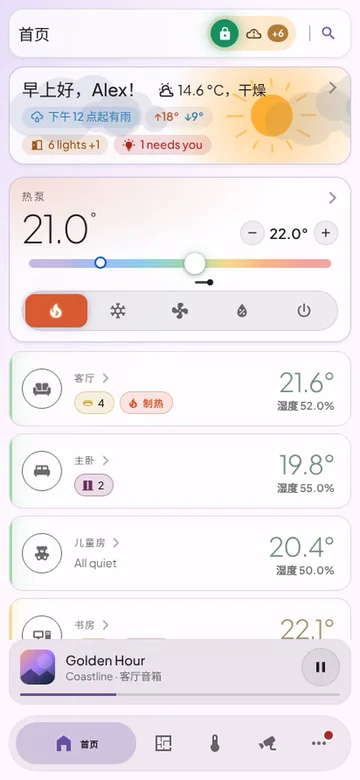 首页
+6
早上好，Alex！ 14.6 °C，干燥
下午 12 点起有雨 ↑18° ↓9°
6 lights +1 1 needs you
热泵
21.0°
− 22.0° +
客厅
21.6°
4 制热
湿度 52.0%
主卧
19.8°
2
湿度 55.0%
儿童房
20.4°
All quiet
湿度 50.0%
书房
22.1°
Golden Hour
Coastline · 客厅音箱
首页